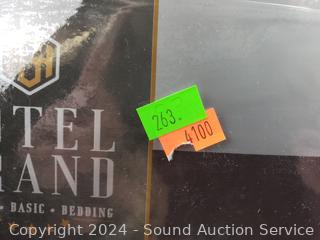 263.
4100
TEL
AND
BASIC • BEDDING
Copyright 2024 - Sound Auction Service